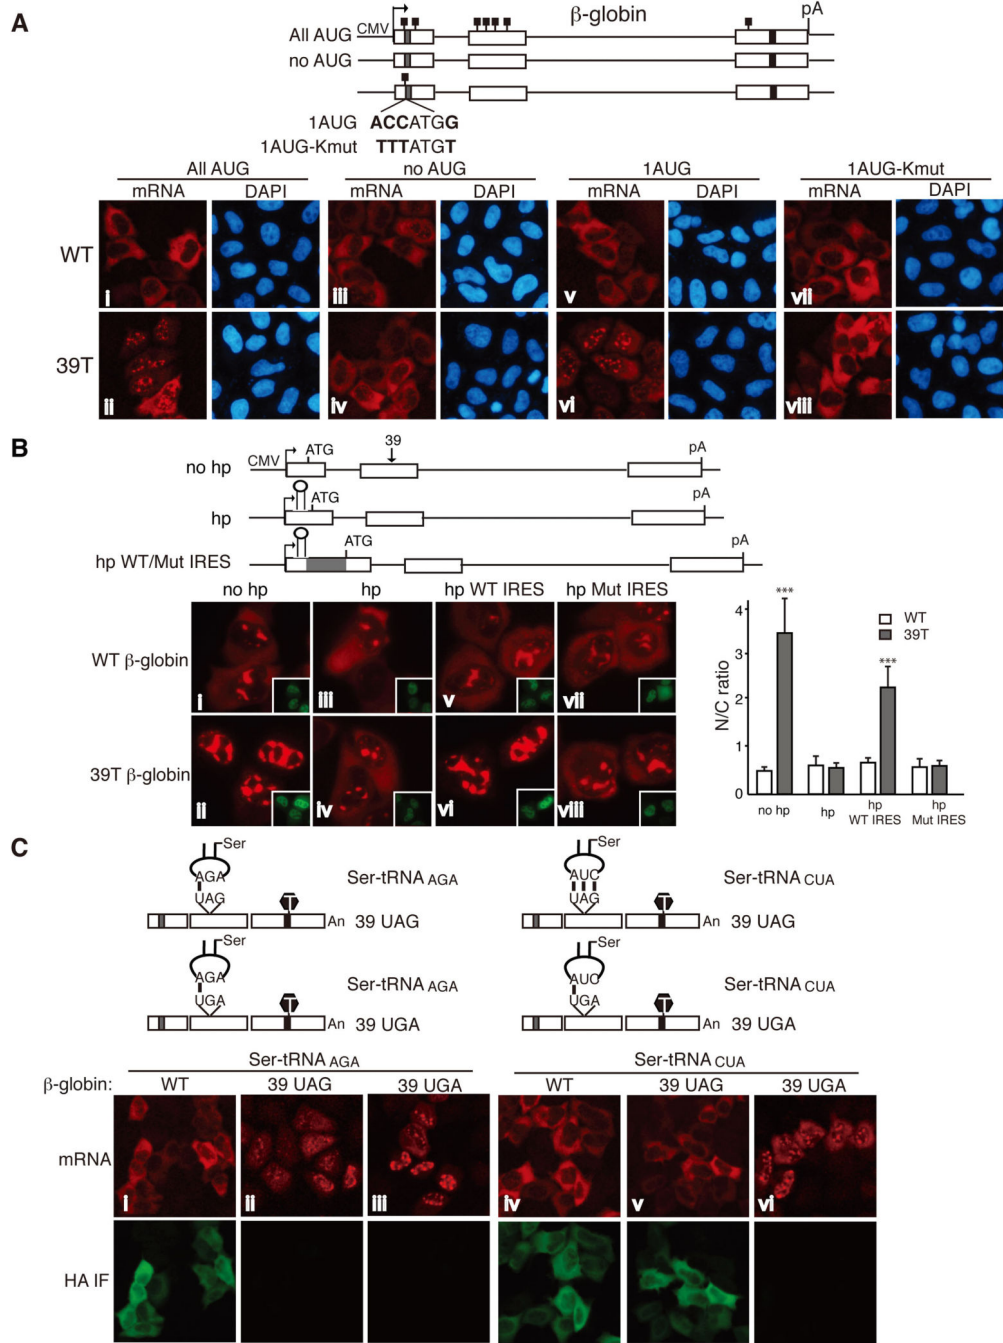 A
β-globin
pA
All AUG
CMV
no AUG
1AUG ACCATGG
1AUG-Kmut TTTATGT
All AUG no AUG 1AUG 1AUG-Kmut
mRNA DAPI mRNA DAPI mRNA DAPI mRNA DAPI
WT
i iii v vii
39T
ii iv vi viii
B
no hp CMV ATG 39 pA
hp ATG pA
hp WT/Mut IRES ATG pA
no hp hp hp WT IRES hp Mut IRES
WT β-globin
i iii v vii
39T β-globin
ii iv vi viii
N/C ratio
4
3
2
1
0
***
***
WT
39T
no hp hp hp WT IRES hp Mut IRES
C
Ser Ser
AGA Ser-tRNA AGA AUC Ser-tRNA CUA
UAG UAG
T An 39 UAG T An 39 UAG
Ser Ser
AGA Ser-tRNA AGA AUC Ser-tRNA CUA
UGA UGA
T An 39 UGA T An 39 UGA
Ser-tRNA AGA Ser-tRNA CUA
β-globin: WT 39 UAG 39 UGA WT 39 UAG 39 UGA
mRNA
i ii iii iv v vi
HA IF